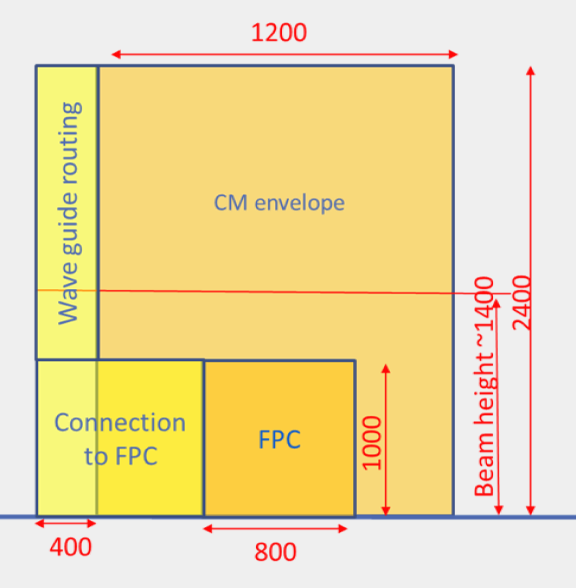 1200
Wave guide routing
CM envelope
Beam height ~1400
2400
Connection
to FPC
FPC
1000
400
800